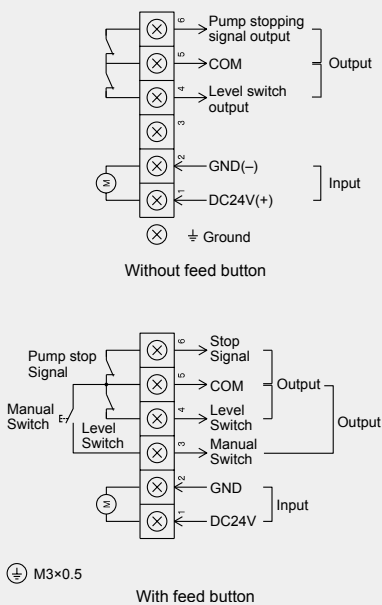 6
Pump stopping
signal output
5
COM
Output
4
Level switch
output
3
2
GND(–)
Input
M
1
DC24V(+)
Ground
Without feed button
Pump stop
Signal
6
Stop
Signal
5
COM
Output
Manual
Switch
E
Level
Switch
4
Level
Switch
Output
3
Manual
Switch
2
GND
M
Input
1
DC24V
M3×0.5
With feed button